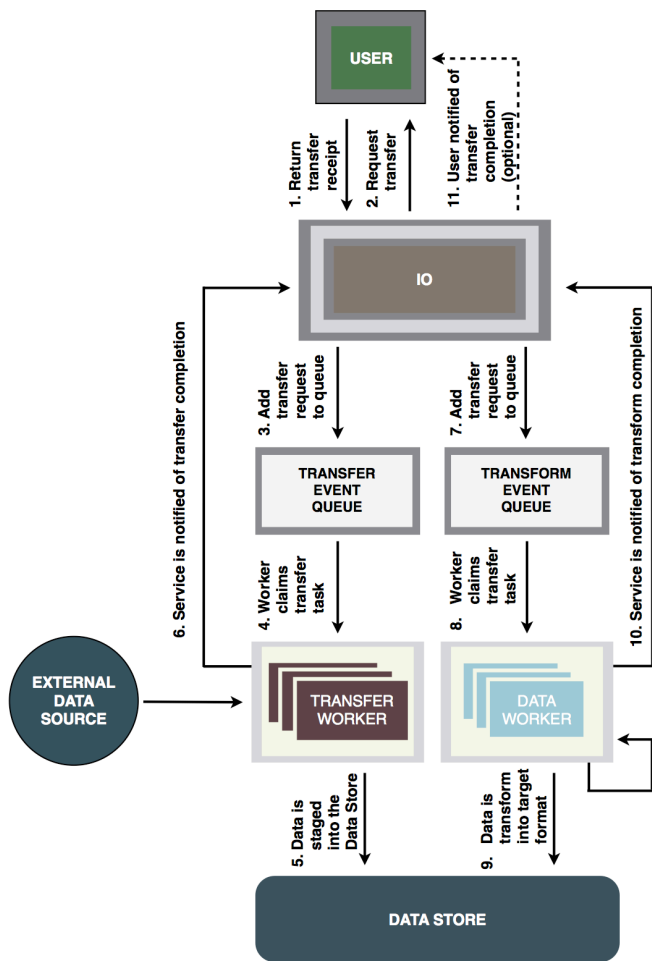 USER
1. Return
transfer
receipt
2. Request
transfer
11. User notified of
transfer
completion
(optional)
IO
6. Service is notified of transfer completion
3. Add
transfer
request
to queue
7. Add
transfer
request
to queue
10. Service is notified of transform completion
TRANSFER
EVENT
QUEUE
TRANSFORM
EVENT
QUEUE
4. Worker
claims
transfer
task
8. Worker
claims
transfer
task
EXTERNAL
DATA
SOURCE
TRANSFER
WORKER
DATA
WORKER
5. Data is
staged
into the
Data Store
9. Data is
transform
into target
format
DATA STORE